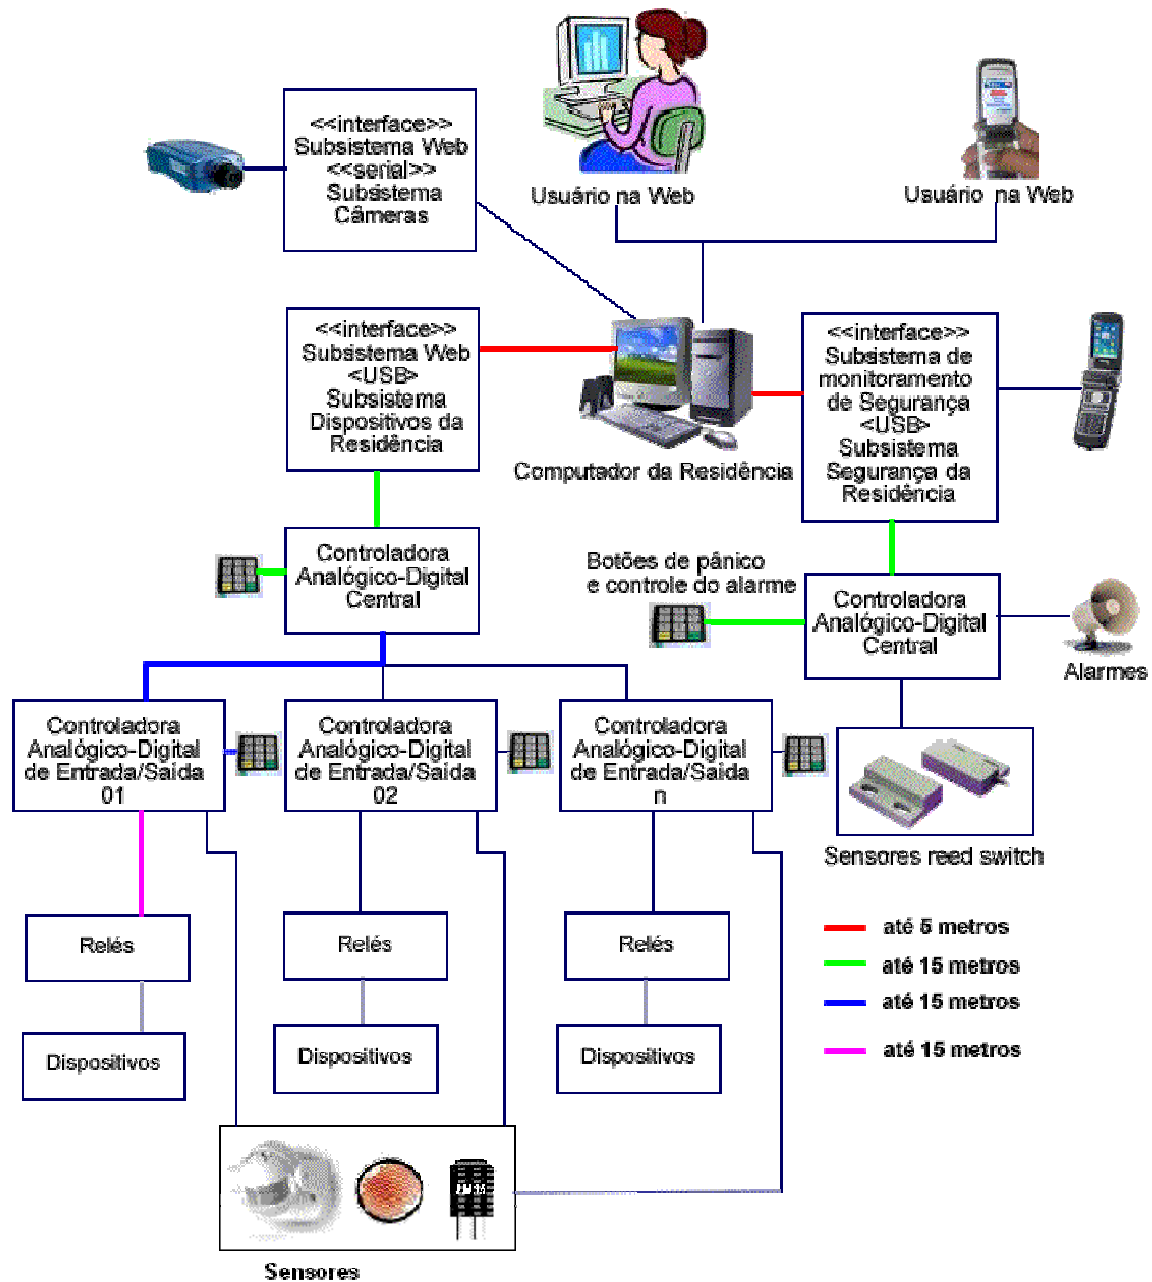 <<interface>>
Subsistema Web
<<serial>>
Subsistema
Câmeras
Usuário na Web
Usuário na Web
<<interface>>
Subsistema Web
<USB>
Subsistema
Dispositivos da
Residência
Computador da Residência
<<interface>>
Subsistema de
monitoramento
de Segurança
<USB>
Subsistema
Segurança da
Residência
Controladora
Analógico-Digital
Central
Botões de pânico
e controle do alarme
Controladora
Analógico-Digital
Central
Alarmes
Controladora
Analógico-Digital
de Entrada/Saída
01
Controladora
Analógico-Digital
de Entrada/Saída
02
Controladora
Analógico-Digital
de Entrada/Saída
n
Sensores reed switch
Relés
Relés
Relés
Dispositivos
Dispositivos
Dispositivos
até 5 metros
até 15 metros
até 15 metros
até 15 metros
Sensores